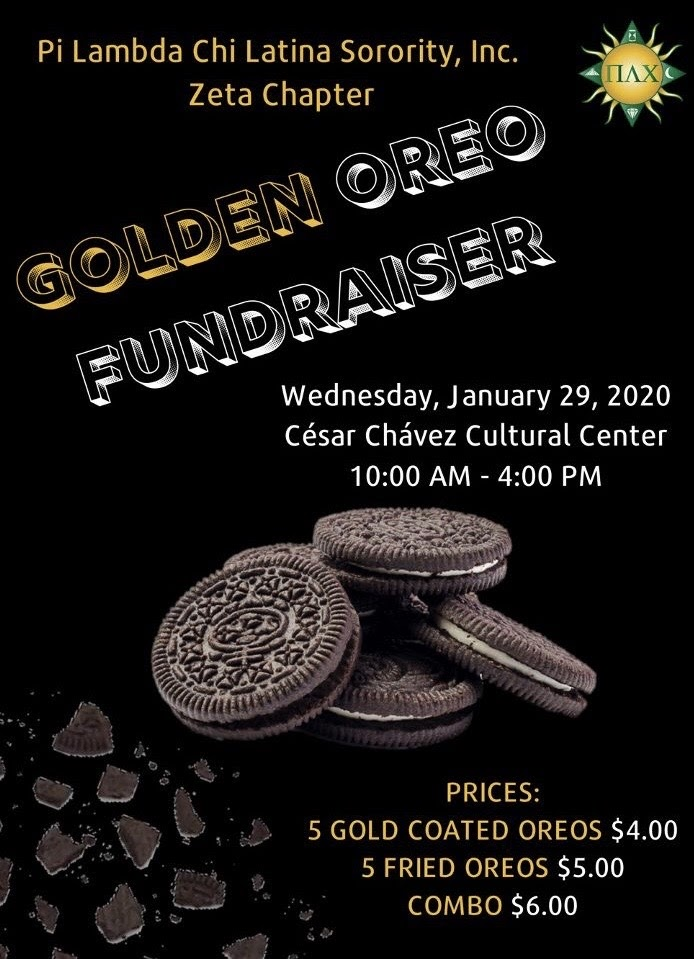 Pi Lambda Chi Latina Sorority, Inc.
Zeta Chapter
ΠΛΧ
GOLDEN OREO
FUNDRAISER
Wednesday, January 29, 2020
César Chávez Cultural Center
10:00 AM - 4:00 PM
PRICES:
5 GOLD COATED OREOS $4.00
5 FRIED OREOS $5.00
COMBO $6.00